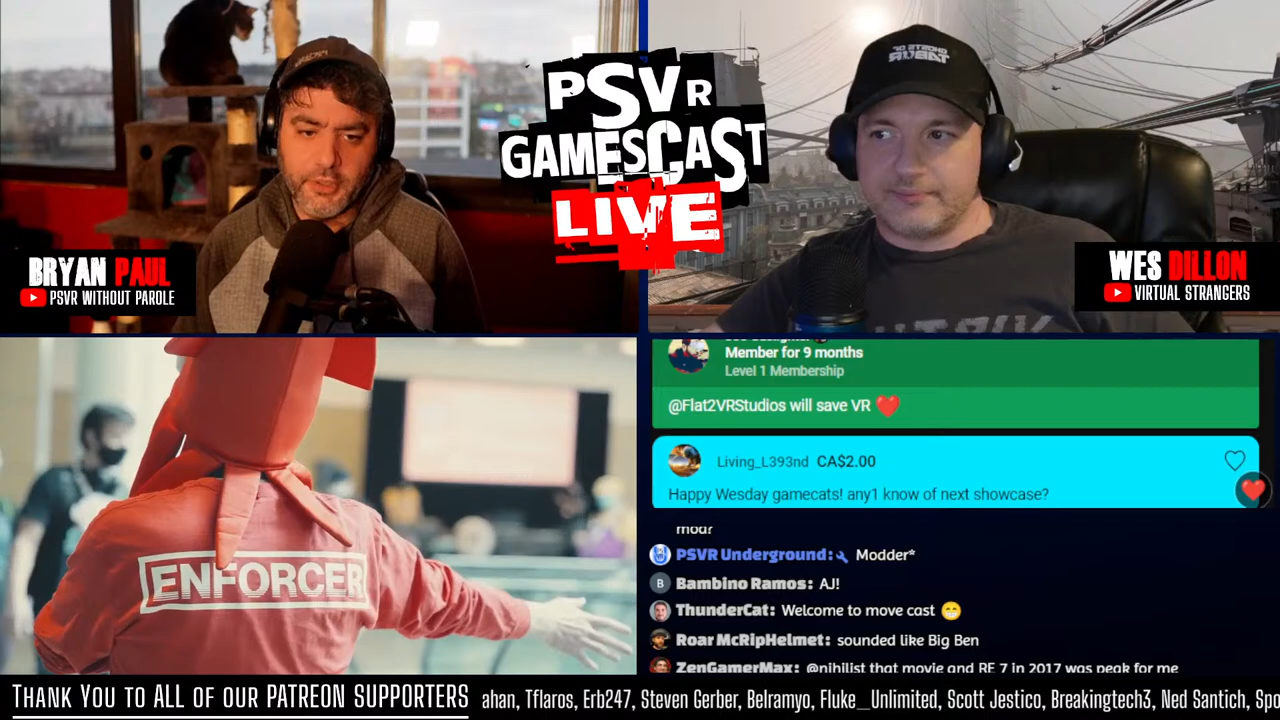 PSVR
GAMESCAST
LIVE
BRYAN PAUL
PSVR WITHOUT PAROLE
WES DILLON
VIRTUAL STRANGERS
ENFORCER
Member for 9 months
Level 1 Membership
@Flat2VRStudios will save VR ❤️
Living_L393nd CA$2.00
Happy Wesday gamecats! any1 know of next showcase?
PSVR Underground: Modder*
B Bambino Ramos: AJ!
ThunderCat: Welcome to move cast 😁
Roar McRipHelmet: sounded like Big Ben
ZenGamerMax: @nihilist that movie and RE 7 in 2017 was peak for me
THANK YOU TO ALL OF OUR PATREON SUPPORTERS ahan, Tflaros, Erb247, Steven Gerber, Belramyo, Fluke_Unlimited, Scott Jestico, Breakingtech3, Ned Santich, Spo